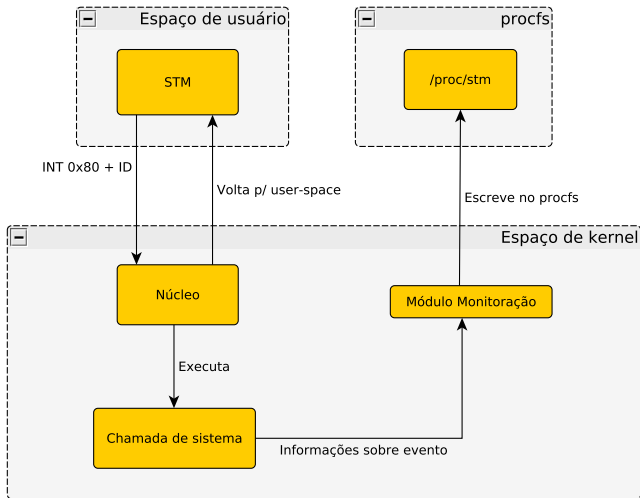 Espaço de usuário
procfs
STM
/proc/stm
INT 0x80 + ID
Volta p/ user-space
Escreve no procfs
Espaço de kernel
Núcleo
Módulo Monitoração
Executa
Chamada de sistema
Informações sobre evento